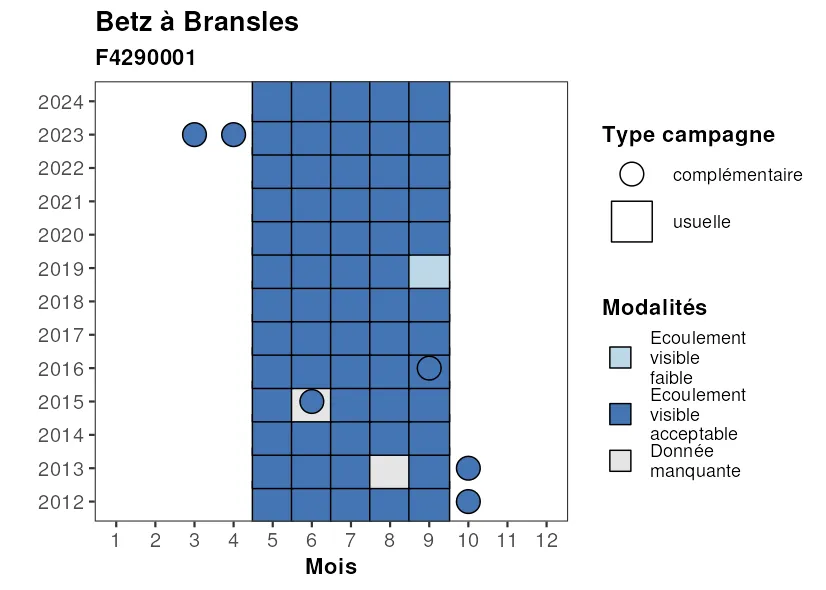 Betz à Bransles
F4290001
2024
2023
2022
2021
2020
2019
2018
2017
2016
2015
2014
2013
2012
1 2 3 4 5 6 7 8 9 10 11 12
Mois
Type campagne
complémentaire
usuelle
Modalités
Ecoulement
visible
faible
Ecoulement
visible
acceptable
Donnée
manquante